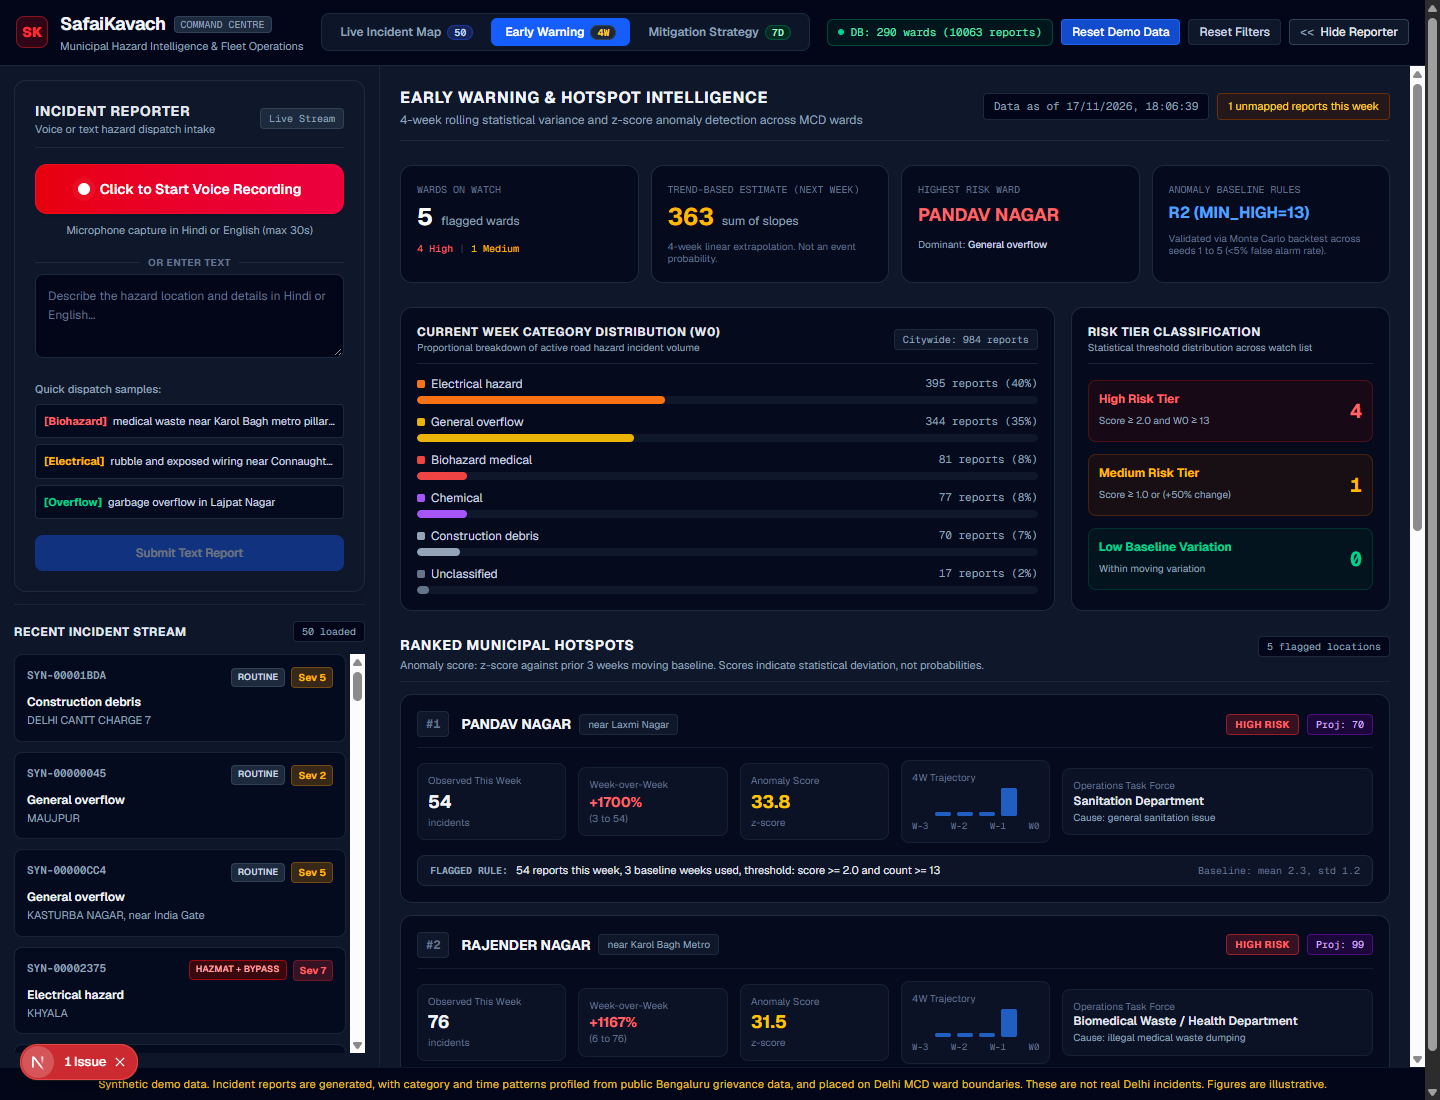 SK
SafaiKavach COMMAND CENTRE
Municipal Hazard Intelligence & Fleet Operations
Live Incident Map 50
Early Warning 4W
Mitigation Strategy 7D
DB: 290 wards (10063 reports)
Reset Demo Data
Reset Filters
<< Hide Reporter
INCIDENT REPORTER
Voice or text hazard dispatch intake
Live Stream
Click to Start Voice Recording
Microphone capture in Hindi or English (max 30s)
OR ENTER TEXT
Describe the hazard location and details in Hindi or
English...
Quick dispatch samples:
[Biohazard] medical waste near Karol Bagh metro pillar...
[Electrical] rubble and exposed wiring near Connaught...
[Overflow] garbage overflow in Lajpat Nagar
Submit Text Report
RECENT INCIDENT STREAM
50 loaded
SYN-00001BDA
ROUTINE
Sev 5
Construction debris
DELHI CANTT CHARGE 7
SYN-00000045
ROUTINE
Sev 2
General overflow
MAUJPUR
SYN-00000CC4
ROUTINE
Sev 5
General overflow
KASTURBA NAGAR, near India Gate
SYN-00002375
HAZMAT + BYPASS
Sev 7
Electrical hazard
KHYALA
N 1 Issue ×
EARLY WARNING & HOTSPOT INTELLIGENCE
4-week rolling statistical variance and z-score anomaly detection across MCD wards
Data as of 17/11/2026, 18:06:39
1 unmapped reports this week
WARDS ON WATCH
5 flagged wards
4 High | 1 Medium
TREND-BASED ESTIMATE (NEXT WEEK)
363 sum of slopes
4-week linear extrapolation. Not an event
probability.
HIGHEST RISK WARD
PANDAV NAGAR
Dominant: General overflow
ANOMALY BASELINE RULES
R2 (MIN_HIGH=13)
Validated via Monte Carlo backtest across
seeds 1 to 5 (<5% false alarm rate).
CURRENT WEEK CATEGORY DISTRIBUTION (W0)
Proportional breakdown of active road hazard incident volume
Citywide: 984 reports
Electrical hazard 395 reports (40%)
General overflow 344 reports (35%)
Biohazard medical 81 reports (8%)
Chemical 77 reports (8%)
Construction debris 70 reports (7%)
Unclassified 17 reports (2%)
RISK TIER CLASSIFICATION
Statistical threshold distribution across watch list
High Risk Tier
Score ≥ 2.0 and W0 ≥ 13
4
Medium Risk Tier
Score ≥ 1.0 or (+50% change)
1
Low Baseline Variation
Within moving variation
0
RANKED MUNICIPAL HOTSPOTS
Anomaly score: z-score against prior 3 weeks moving baseline. Scores indicate statistical deviation, not probabilities.
5 flagged locations
#1 PANDAV NAGAR near Laxmi Nagar
HIGH RISK
Proj: 70
Observed This Week
54
incidents
Week-over-Week
+1700%
(3 to 54)
Anomaly Score
33.8
z-score
4W Trajectory
W-3 W-2 W-1 W0
Operations Task Force
Sanitation Department
Cause: general sanitation issue
FLAGGED RULE: 54 reports this week, 3 baseline weeks used, threshold: score >= 2.0 and count >= 13
Baseline: mean 2.3, std 1.2
#2 RAJENDER NAGAR near Karol Bagh Metro
HIGH RISK
Proj: 99
Observed This Week
76
incidents
Week-over-Week
+1167%
(6 to 76)
Anomaly Score
31.5
z-score
4W Trajectory
W-3 W-2 W-1 W0
Operations Task Force
Biomedical Waste / Health Department
Cause: illegal medical waste dumping
Synthetic demo data. Incident reports are generated, with category and time patterns profiled from public Bengaluru grievance data, and placed on Delhi MCD ward boundaries. These are not real Delhi incidents. Figures are illustrative.